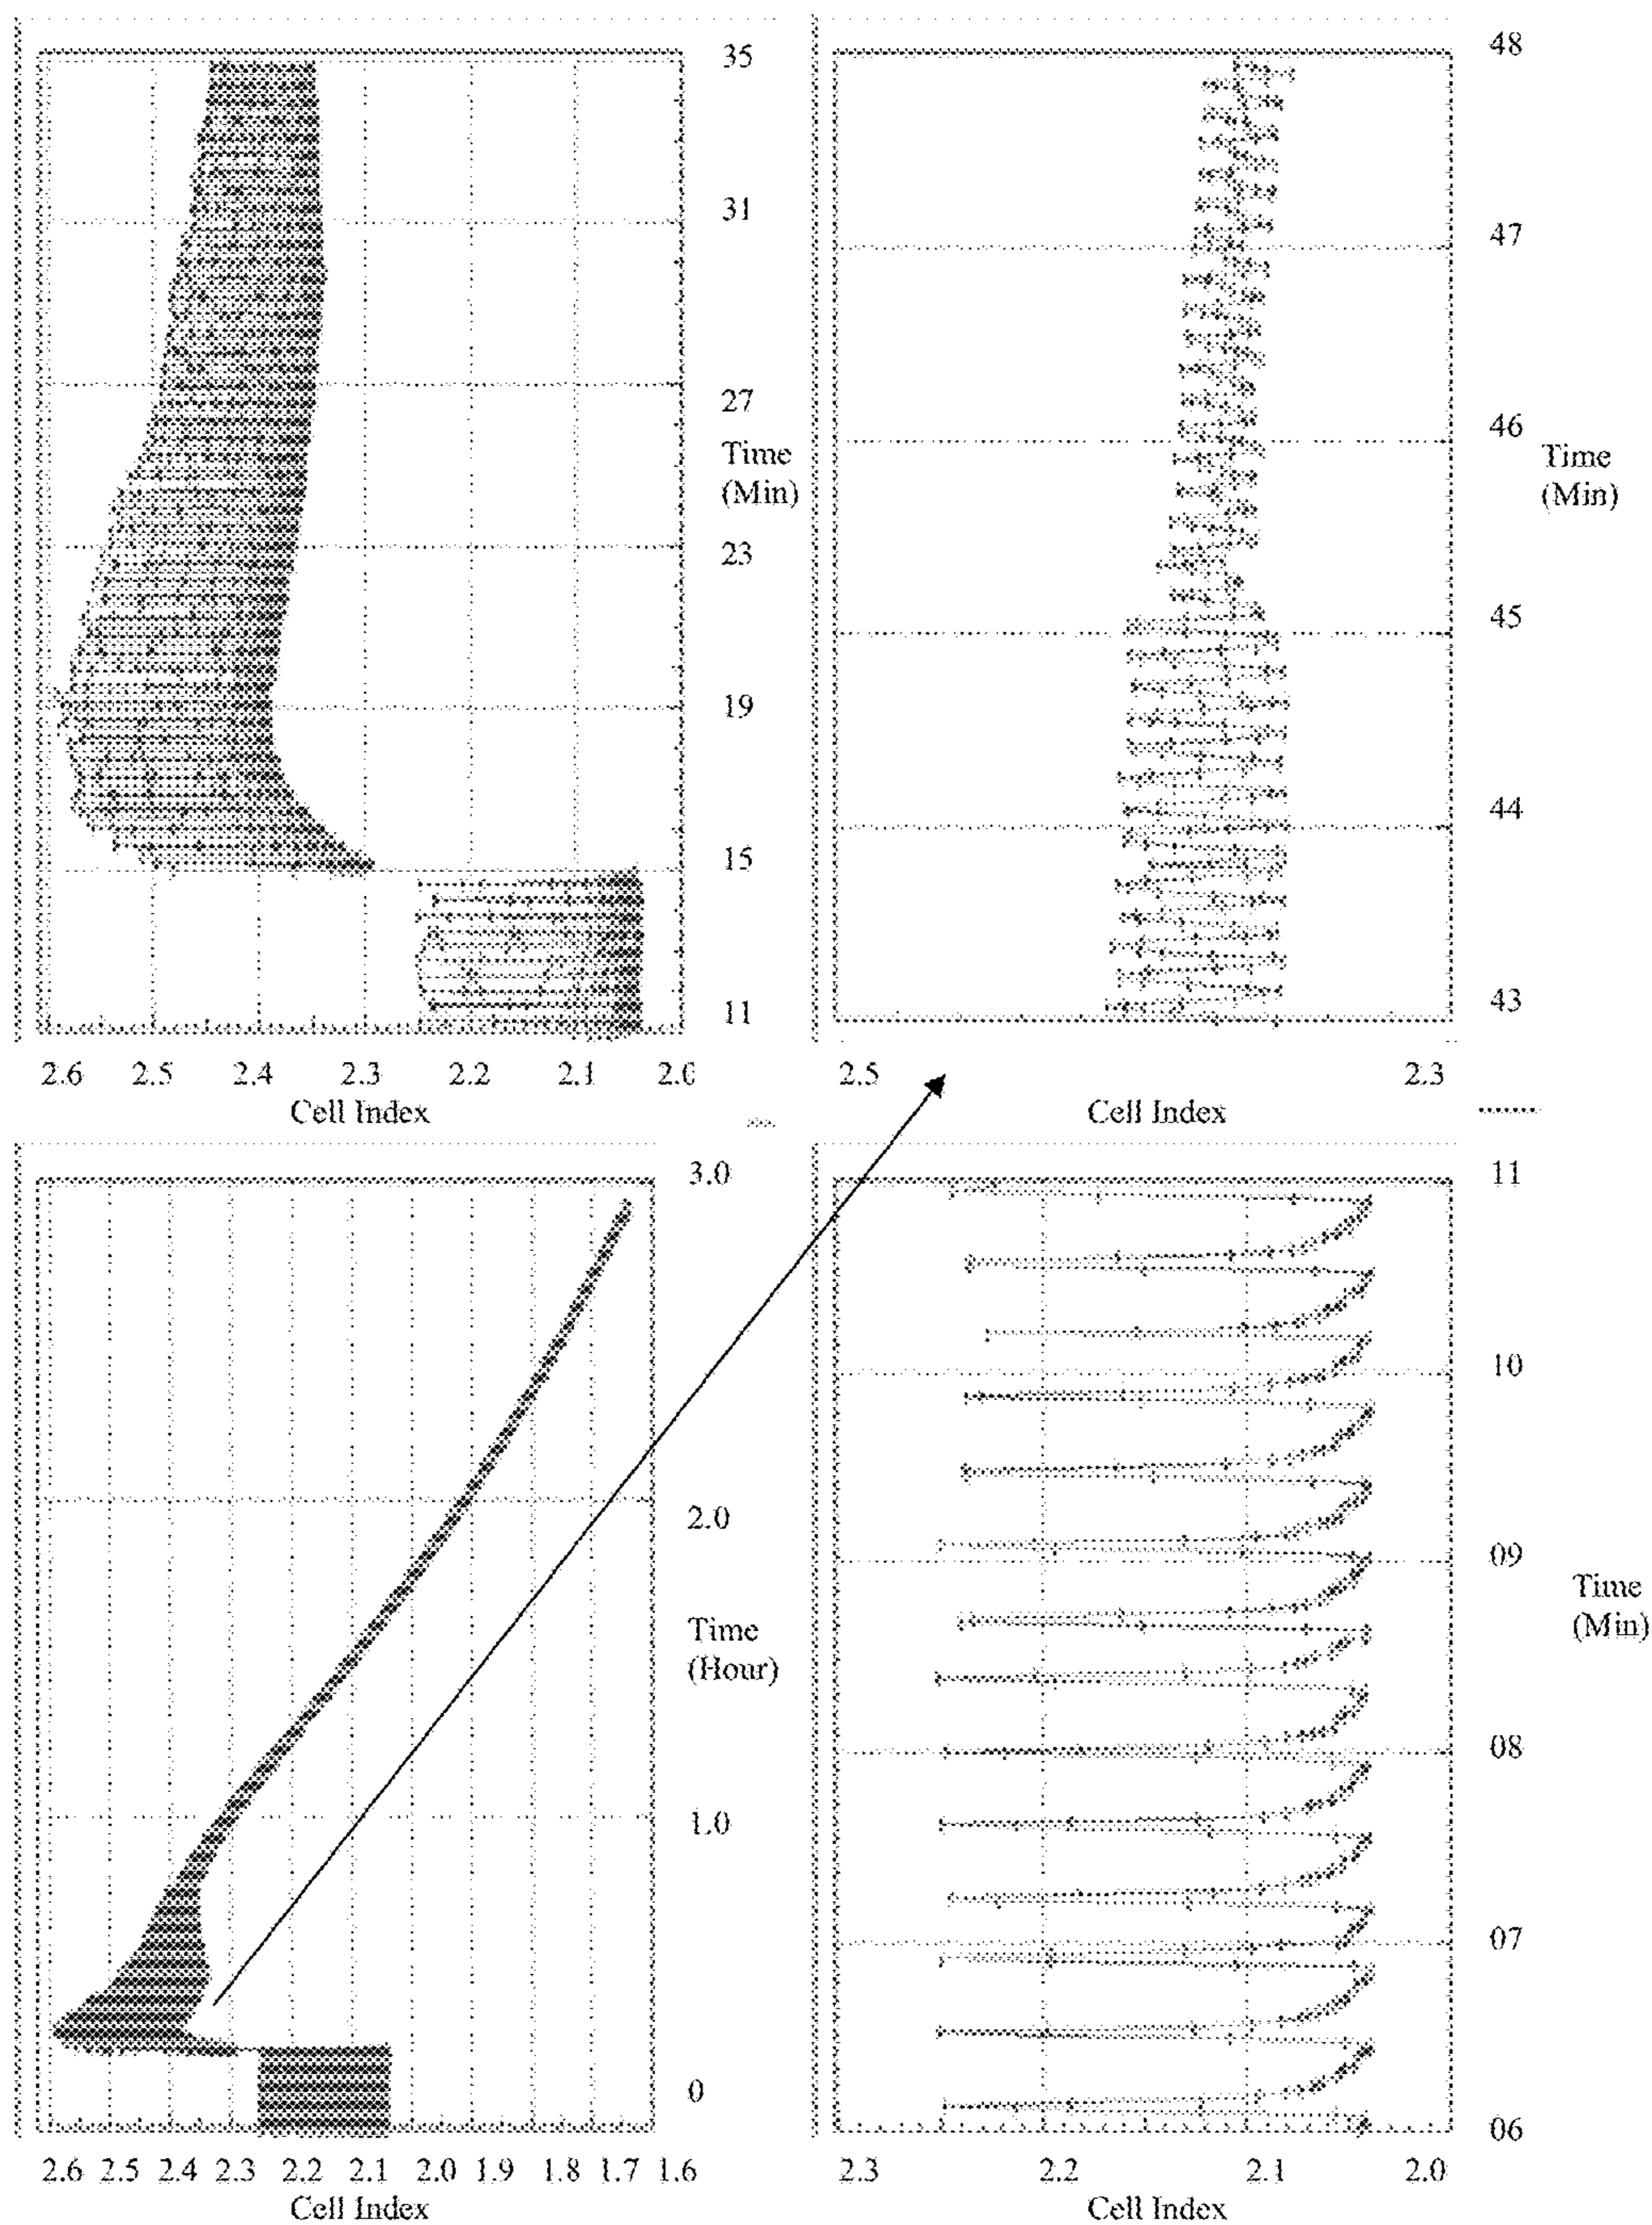 35
31
27
Time
(Min)
23
19
15
11
2.6 2.5 2.4 2.3 2.2 2.1 2.0
Cell Index
48
47
46
Time
(Min)
45
44
43
2.5 2.3
Cell Index
3.0
2.0
Time
(Hour)
1.0
0
2.6 2.5 2.4 2.3 2.2 2.1 2.0 1.9 1.8 1.7 1.6
Cell Index
11
10
09
Time
(Min)
08
07
06
2.3 2.2 2.1 2.0
Cell Index